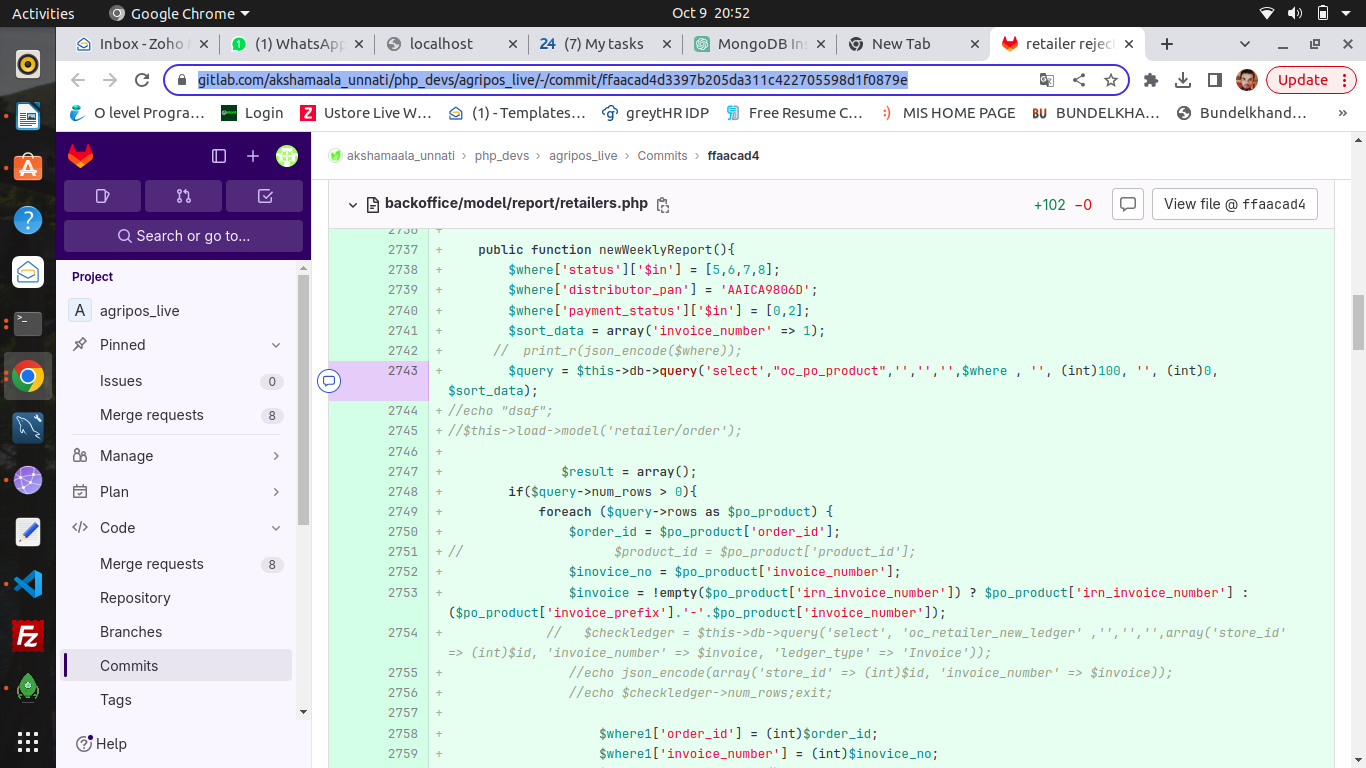 Activities
Google Chrome
Oct 9 20:52
Inbox - Zoho
(1) WhatsApp
localhost
24 (7) My tasks
MongoDB Ins
New Tab
retailer rejec
gitlab.com/akshamaala_unnati/php_devs/agripos_live/-/commit/ffaacad4d3397b205da311c422705598d1f0879e
Update
O level Progra…
Login
Ustore Live W…
(1) - Templates…
greytHR IDP
Free Resume C…
MIS HOME PAGE
BU BUNDELKHA…
Bundelkhand…
»
Search or go to...
Project
A agripos_live
Pinned
Issues 0
Merge requests 8
Manage
Plan
Code
Merge requests 8
Repository
Branches
Commits
Tags
Help
akshamaala_unnati › php_devs › agripos_live › Commits › ffaacad4
backoffice/model/report/retailers.php
+102 −0
View file @ ffaacad4
2736 +
2737 + public function newWeeklyReport(){
2738 + $where['status']['$in'] = [5,6,7,8];
2739 + $where['distributor_pan'] = 'AAICA9806D';
2740 + $where['payment_status']['$in'] = [0,2];
2741 + $sort_data = array('invoice_number' => 1);
2742 + // print_r(json_encode($where));
2743 + $query = $this->db->query('select',"oc_po_product",'','','',$where , '', (int)100, '', (int)0,
$sort_data);
2744 + //echo "dsaf";
2745 + //$this->load->model('retailer/order');
2746 +
2747 + $result = array();
2748 + if($query->num_rows > 0){
2749 + foreach ($query->rows as $po_product) {
2750 + $order_id = $po_product['order_id'];
2751 + // $product_id = $po_product['product_id'];
2752 + $inovice_no = $po_product['invoice_number'];
2753 + $invoice = !empty($po_product['irn_invoice_number']) ? $po_product['irn_invoice_number'] :
($po_product['invoice_prefix'].'-'.$po_product['invoice_number']);
2754 + // $checkledger = $this->db->query('select', 'oc_retailer_new_ledger' ,'','','',array('store_id'
=> (int)$id, 'invoice_number' => $invoice, 'ledger_type' => 'Invoice'));
2755 + //echo json_encode(array('store_id' => (int)$id, 'invoice_number' => $invoice));
2756 + //echo $checkledger->num_rows;exit;
2757 +
2758 + $where1['order_id'] = (int)$order_id;
2759 + $where1['invoice_number'] = (int)$inovice_no;